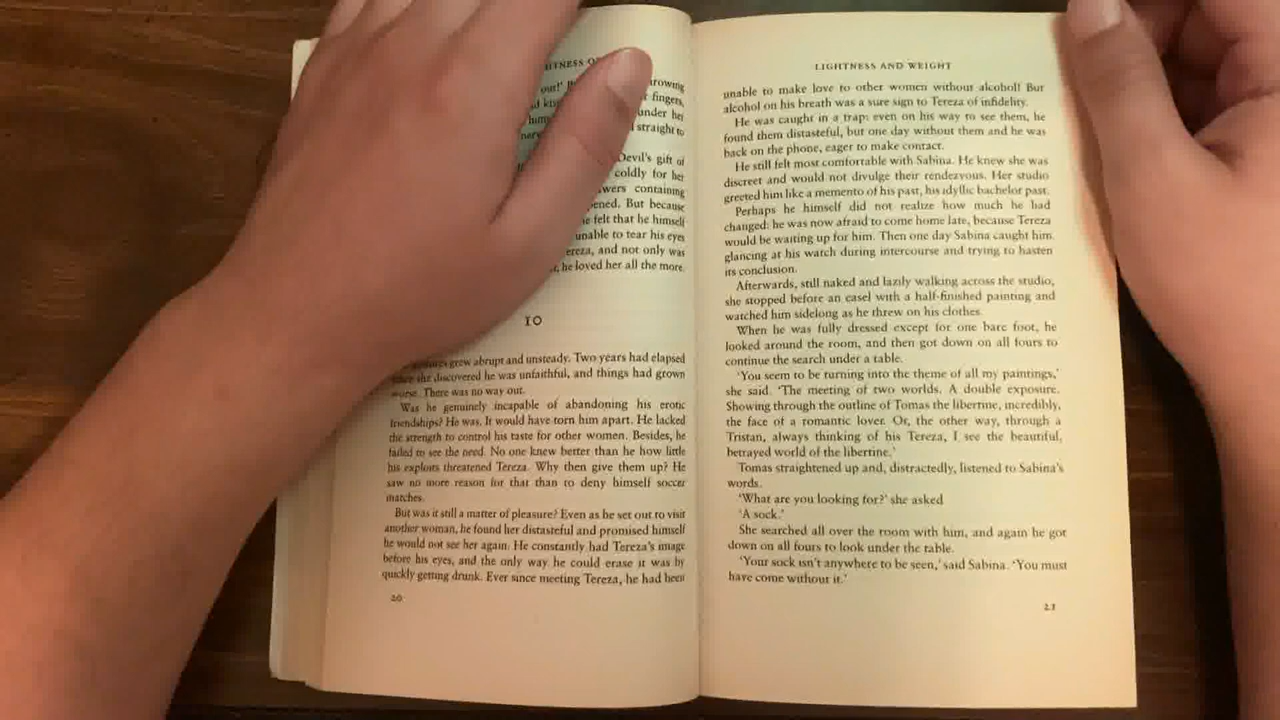 HTNESS O
out!' throwing
fingers,
under her
straight to
Devil's gift of
coldly for her
containing
But because
felt that he himself
unable to tear his eyes
and not only was
he loved her all the more.
10
grew abrupt and unsteady. Two years had elapsed
she discovered he was unfaithful, and things had grown
worse. There was no way out.
Was he genuinely incapable of abandoning his erotic
friendships? He was. It would have torn him apart. He lacked
the strength to control his taste for other women. Besides, he
failed to see the need. No one knew better than he how little
his exploits threatened Tereza. Why then give them up? He
saw no more reason for that than to deny himself soccer
matches.
But was it still a matter of pleasure? Even as he set out to visit
another woman, he found her distasteful and promised himself
he would not see her again. He constantly had Tereza's image
before his eyes, and the only way he could erase it was by
quickly getting drunk. Ever since meeting Tereza, he had been
20
LIGHTNESS AND WEIGHT
unable to make love to other women without alcohol! But
alcohol on his breath was a sure sign to Tereza of infidelity.
He was caught in a trap: even on his way to see them, he
found them distasteful, but one day without them and he was
back on the phone, eager to make contact.
He still felt most comfortable with Sabina. He knew she was
discreet and would not divulge their rendezvous. Her studio
greeted him like a memento of his past, his idyllic bachelor past.
Perhaps he himself did not realize how much he had
changed: he was now afraid to come home late, because Tereza
would be waiting up for him. Then one day Sabina caught him
glancing at his watch during intercourse and trying to hasten
its conclusion.
Afterwards, still naked and lazily walking across the studio,
she stopped before an easel with a half-finished painting and
watched him sidelong as he threw on his clothes.
When he was fully dressed except for one bare foot, he
looked around the room, and then got down on all fours to
continue the search under a table.
'You seem to be turning into the theme of all my paintings,'
she said. 'The meeting of two worlds. A double exposure.
Showing through the outline of Tomas the libertine, incredibly,
the face of a romantic lover. Or, the other way, through a
Tristan, always thinking of his Tereza, I see the beautiful,
betrayed world of the libertine.'
Tomas straightened up and, distractedly, listened to Sabina's
words.
'What are you looking for?' she asked
'A sock.'
She searched all over the room with him, and again he got
down on all fours to look under the table.
'Your sock isn't anywhere to be seen,' said Sabina. 'You must
have come without it.'
21